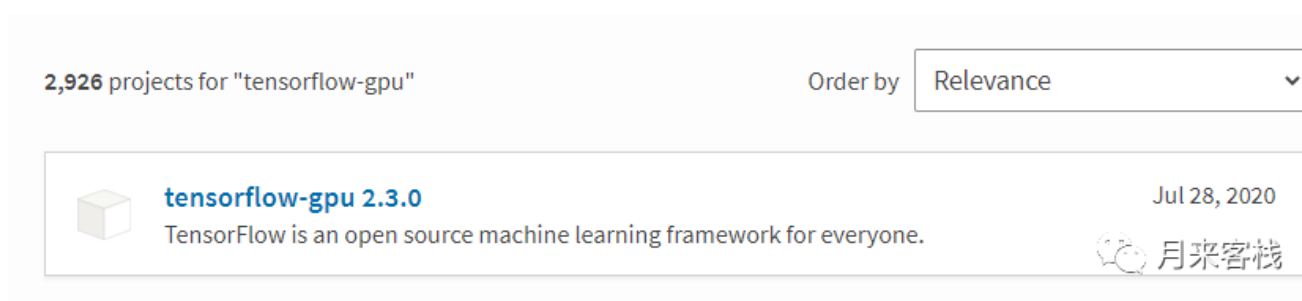 2,926 projects for "tensorflow-gpu" Order by Relevance
tensorflow-gpu 2.3.0 Jul 28, 2020
TensorFlow is an open source machine learning framework for everyone.
月来客栈